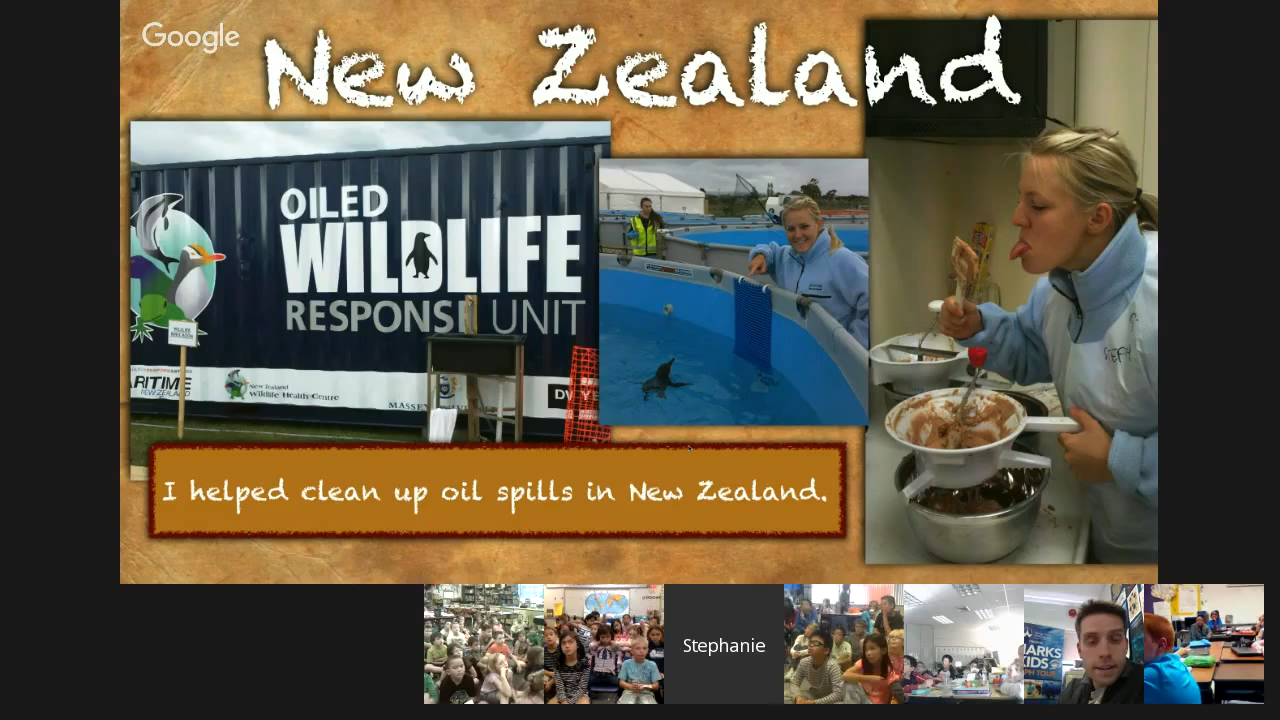 Google
New Zealand
OILED
WILDLIFE
RESPONSE UNIT
New Zealand
Wildlife Health Centre
I helped clean up oil spills in New Zealand.
Stephanie